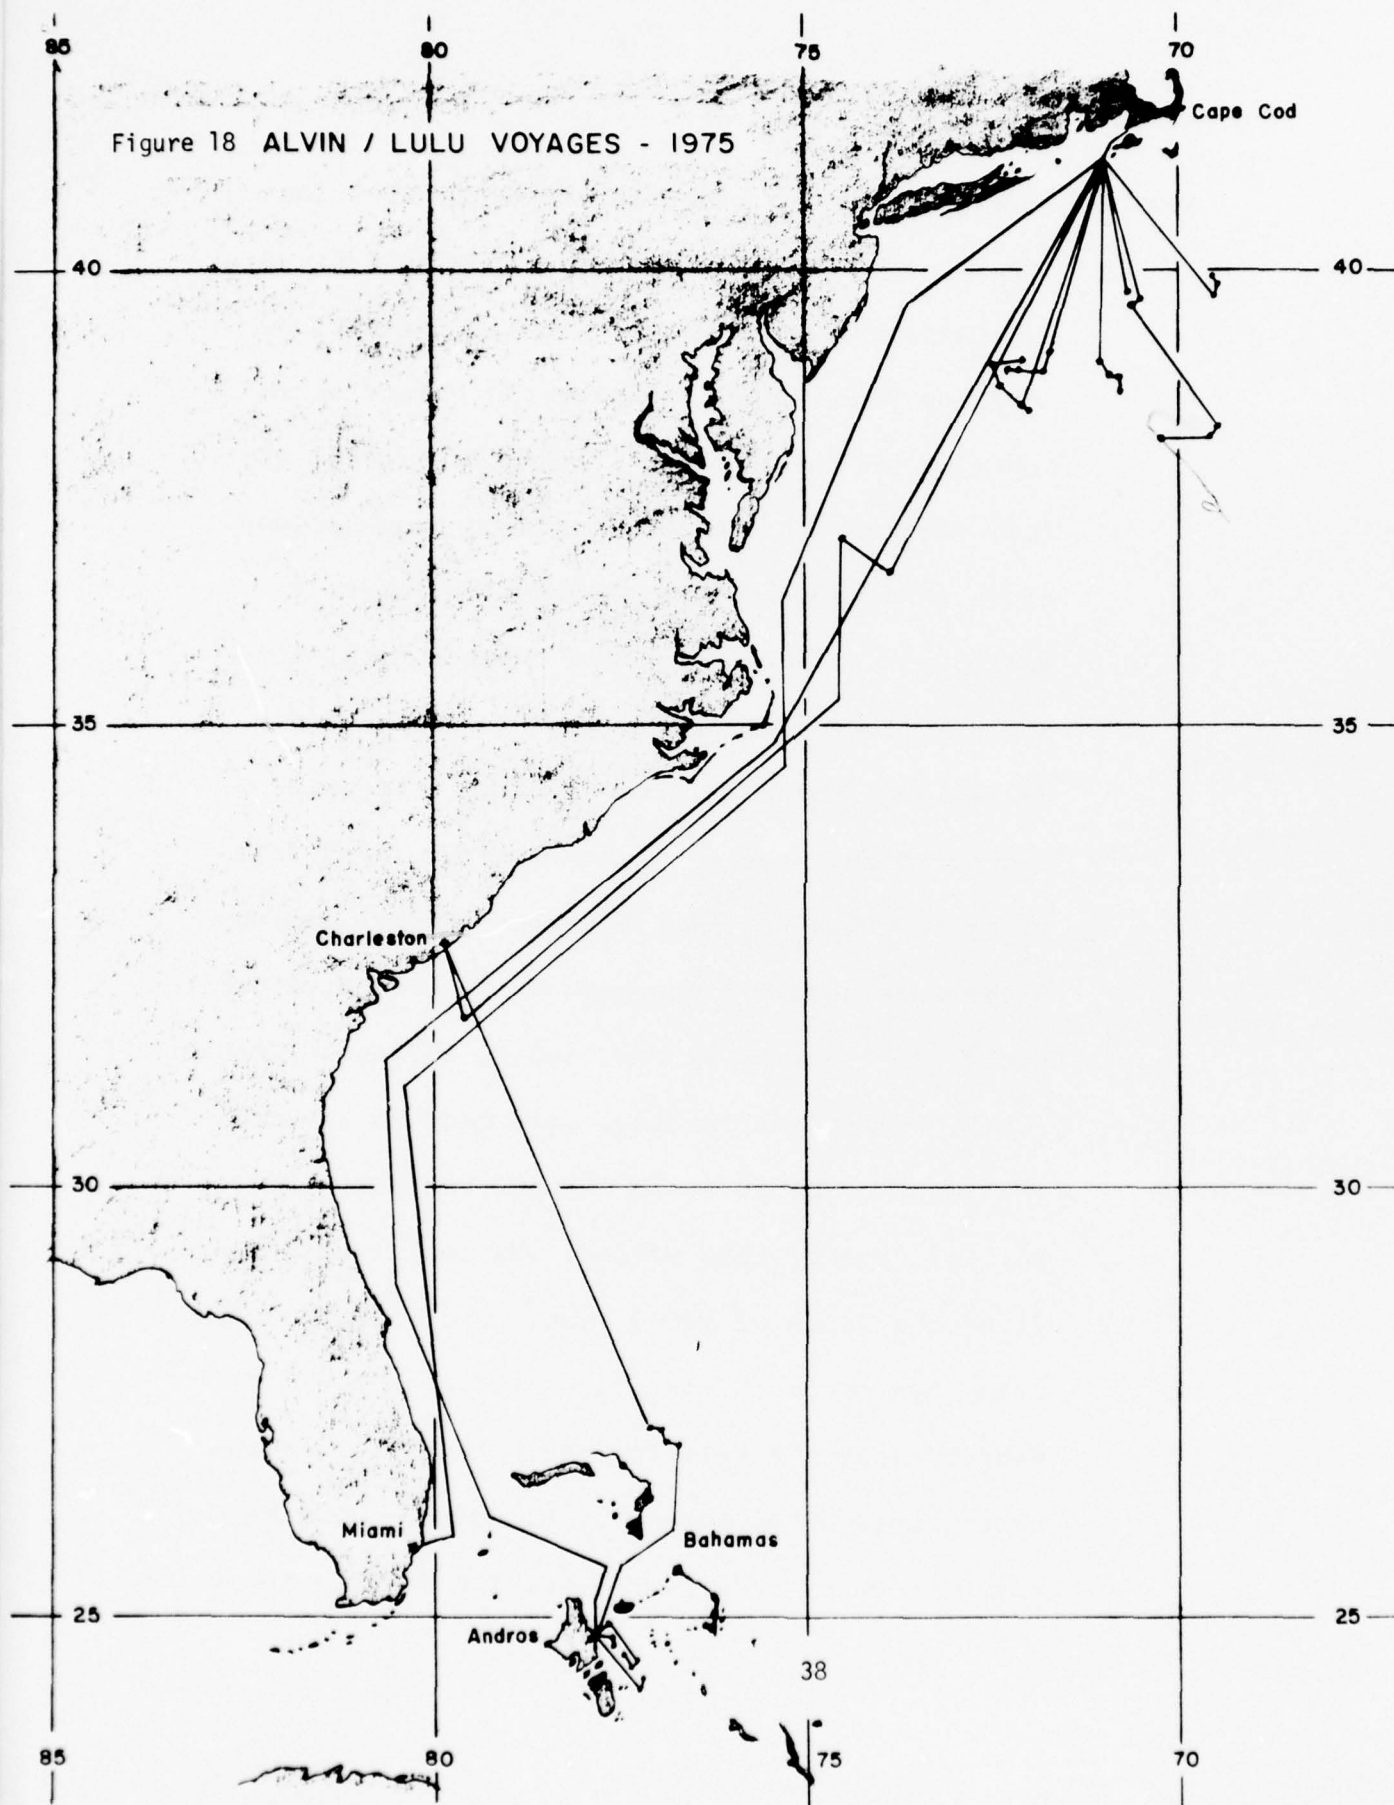 85 80 75 70
Cape Cod
Figure 18 ALVIN / LULU VOYAGES - 1975
40 40
35 35
Charleston
30 30
Miami
Bahamas
25 25
Andros
38
85 80 75 70